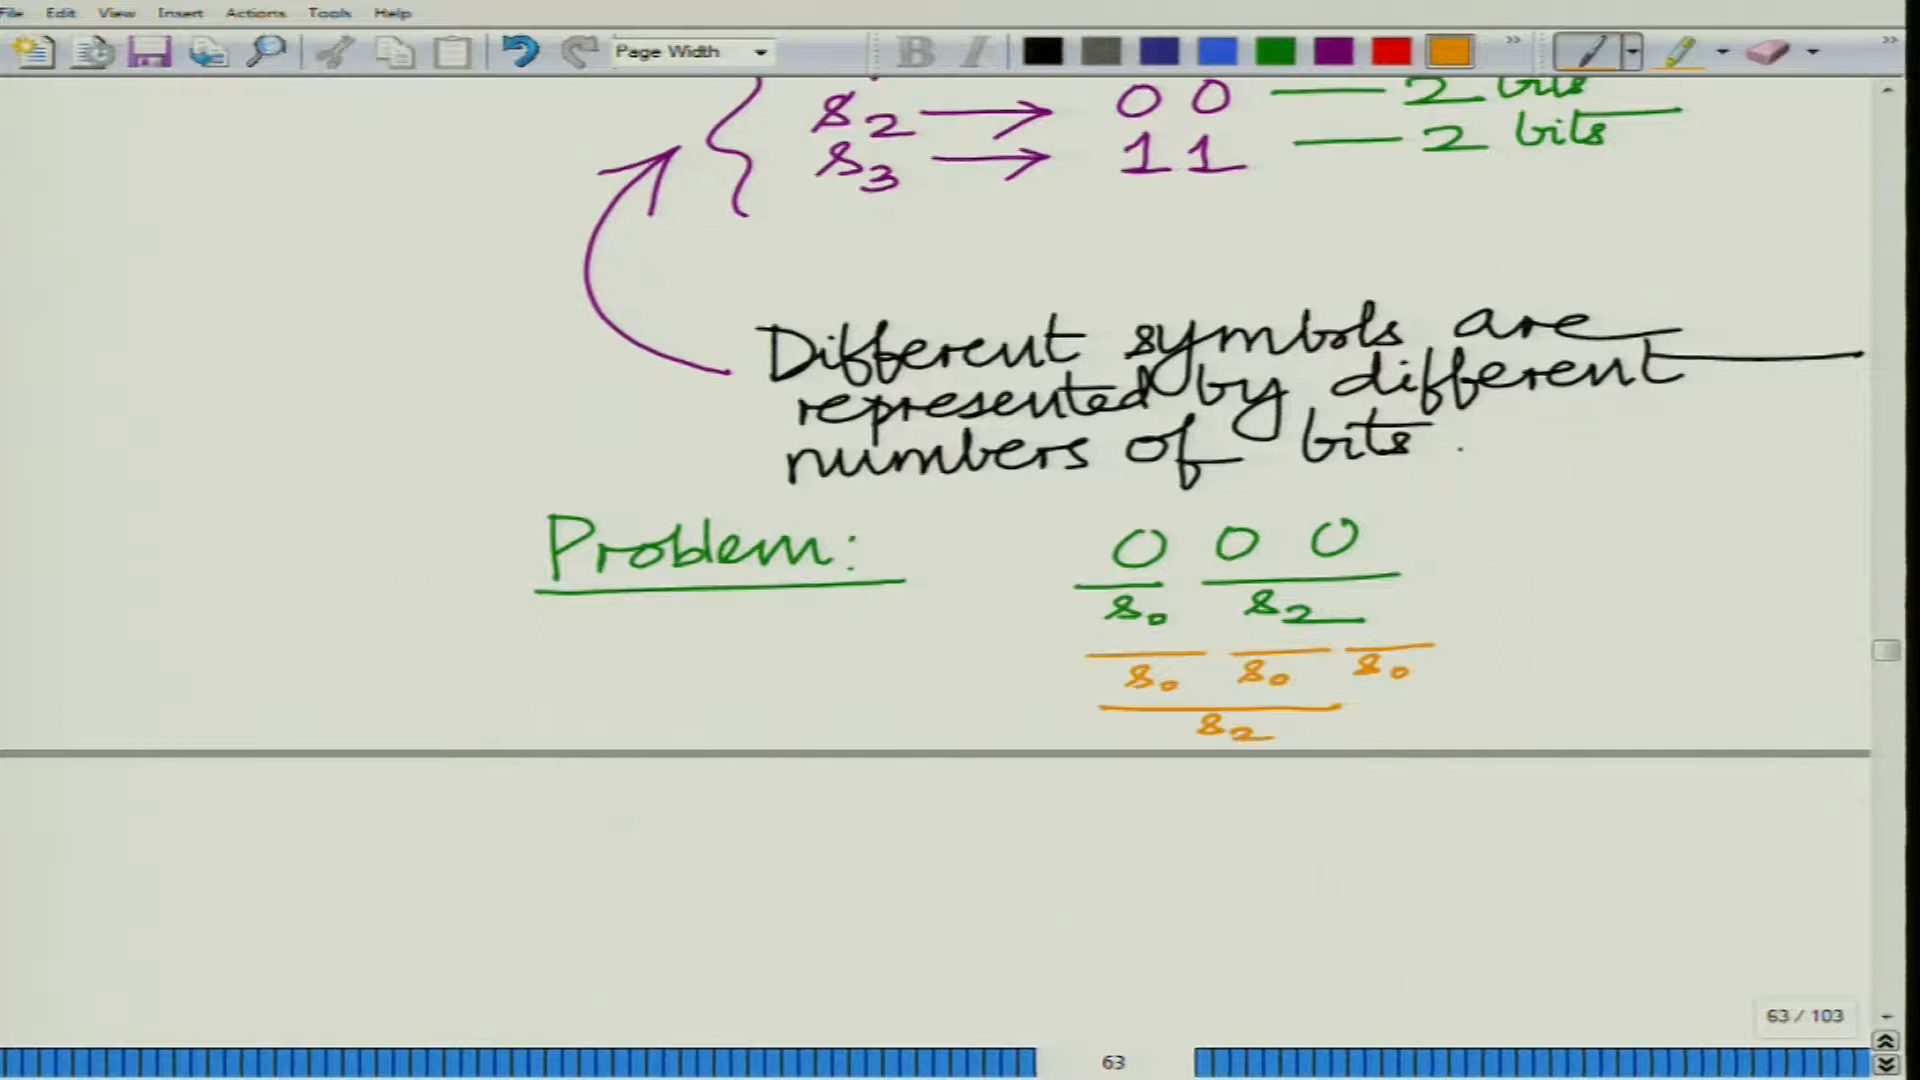 File Edit View Insert Actions Tools Help
Page Width
B I
s2 → 00 — 2 bits
s3 → 11 — 2 bits
Different symbols are
represented by different
numbers of bits.
Problem: 0 0 0
s0 s2
s0 s0 s0
s2
63 / 103
63